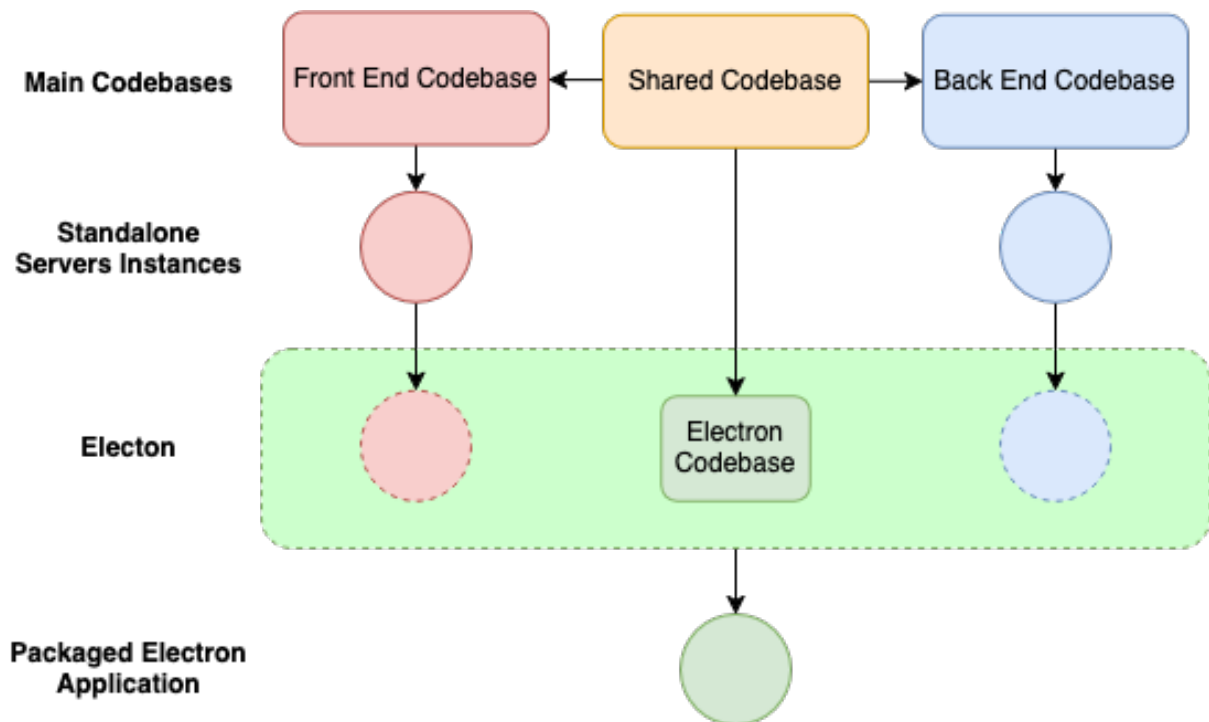 Main Codebases
Front End Codebase
Shared Codebase
Back End Codebase
Standalone
Servers Instances
Electon
Electron
Codebase
Packaged Electron
Application